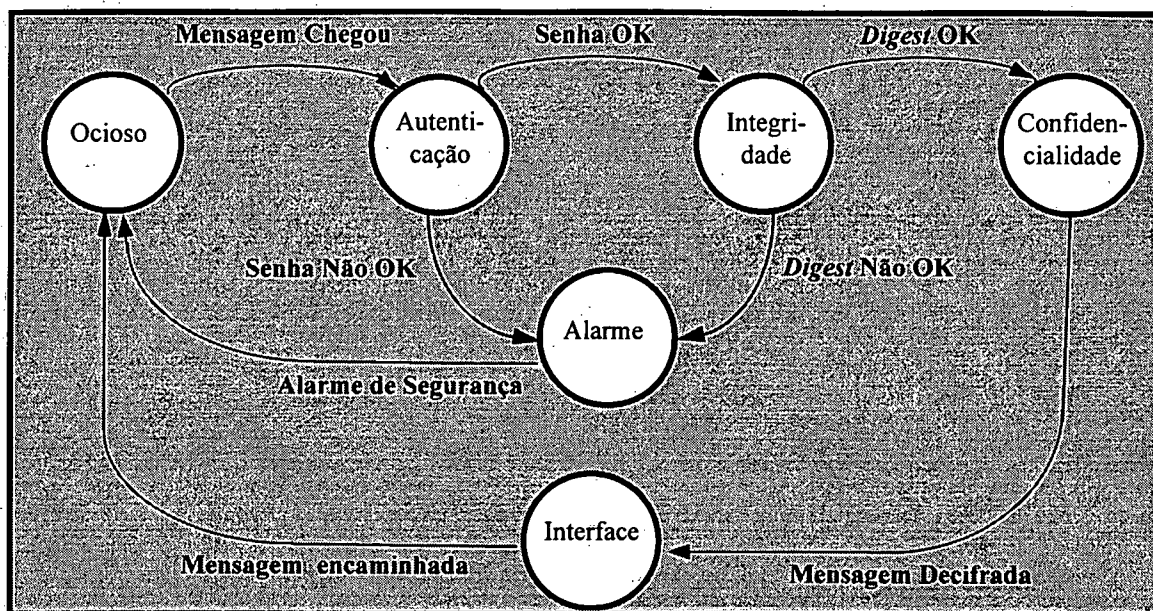 Mensagem Chegou
Senha OK
Digest OK
Ocioso
Autenti-
cação
Integri-
dade
Confiden-
cialidade
Senha Não OK
Digest Não OK
Alarme
Alarme de Segurança
Interface
Mensagem encaminhada
Mensagem Decifrada